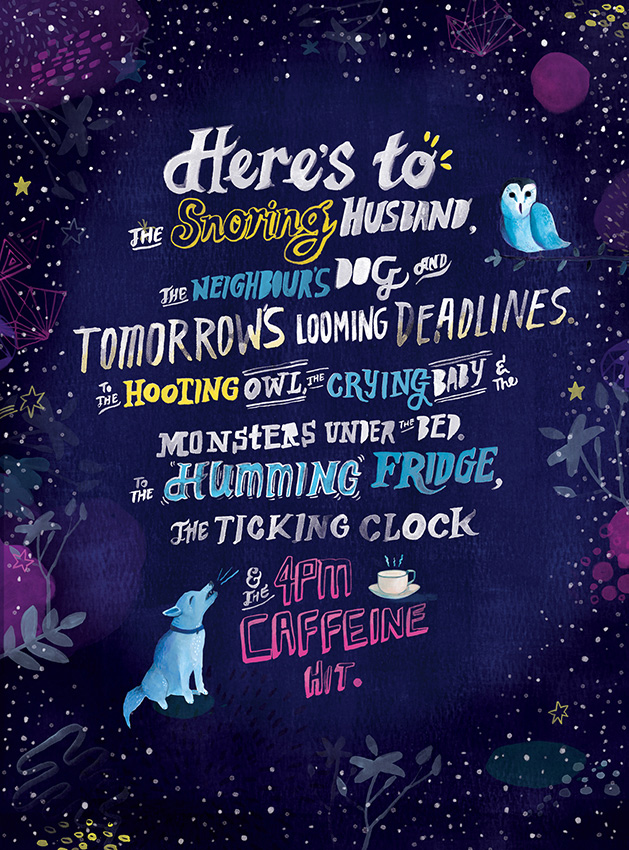 Here's to
THE Snoring HUSBAND,
THE NEIGHBOUR'S DOG AND
TOMORROW'S LOOMING DEADLINES.
TO THE HOOTING OWL, THE CRYING BABY & the
MONSTERS UNDER THE BED.
TO THE "HUMMING" FRIDGE,
THE TICKING CLOCK
& THE 4PM
CAFFEINE
HIT.